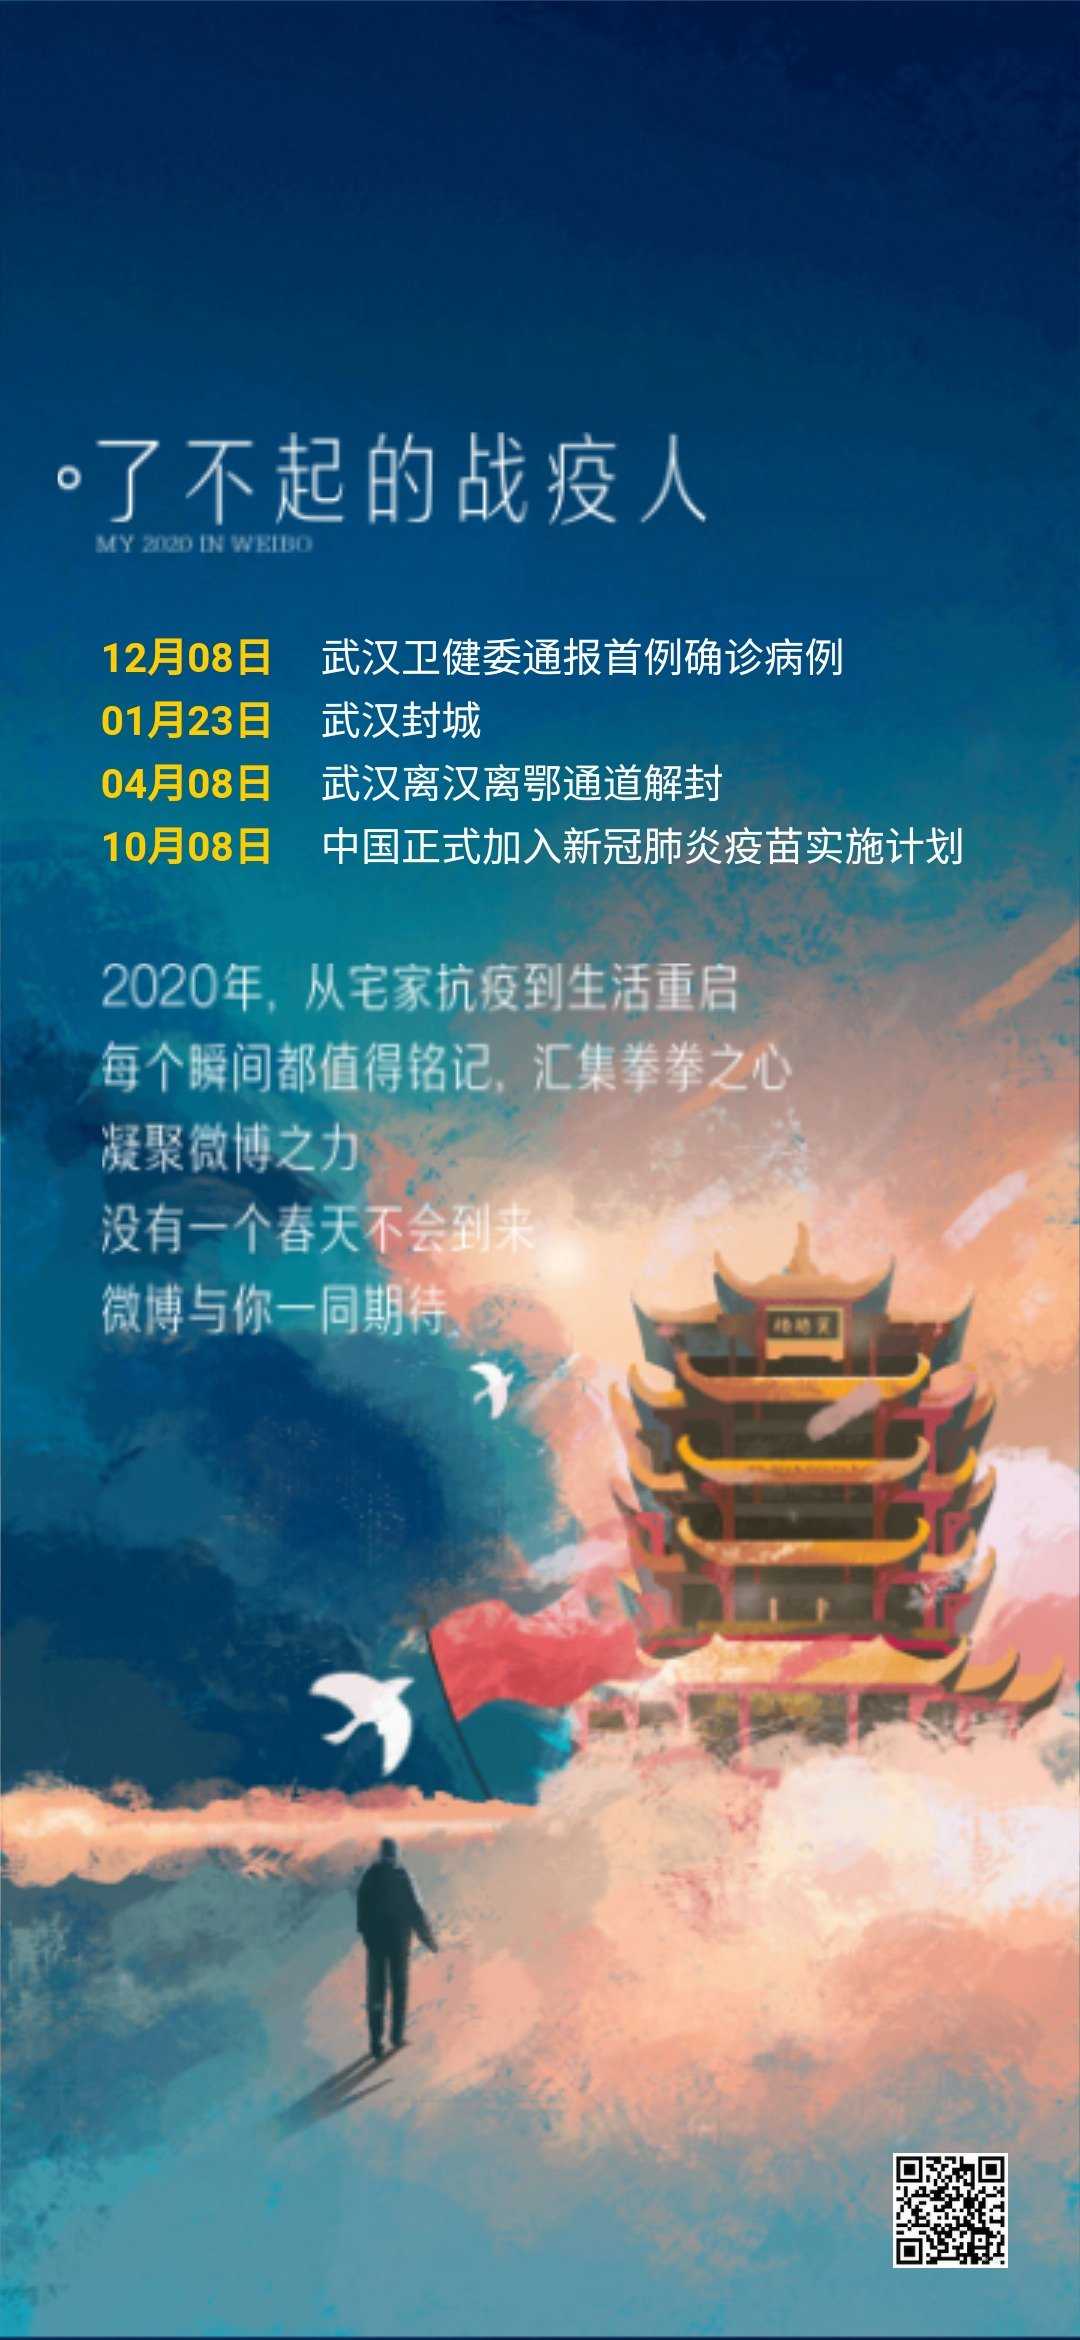 了不起的战疫人
MY 2020 IN WEIBO
12月08日 武汉卫健委通报首例确诊病例
01月23日 武汉封城
04月08日 武汉离汉离鄂通道解封
10月08日 中国正式加入新冠肺炎疫苗实施计划
2020年，从宅家抗疫到生活重启
每个瞬间都值得铭记，汇集拳拳之心
凝聚微博之力
没有一个春天不会到来
微博与你一同期待